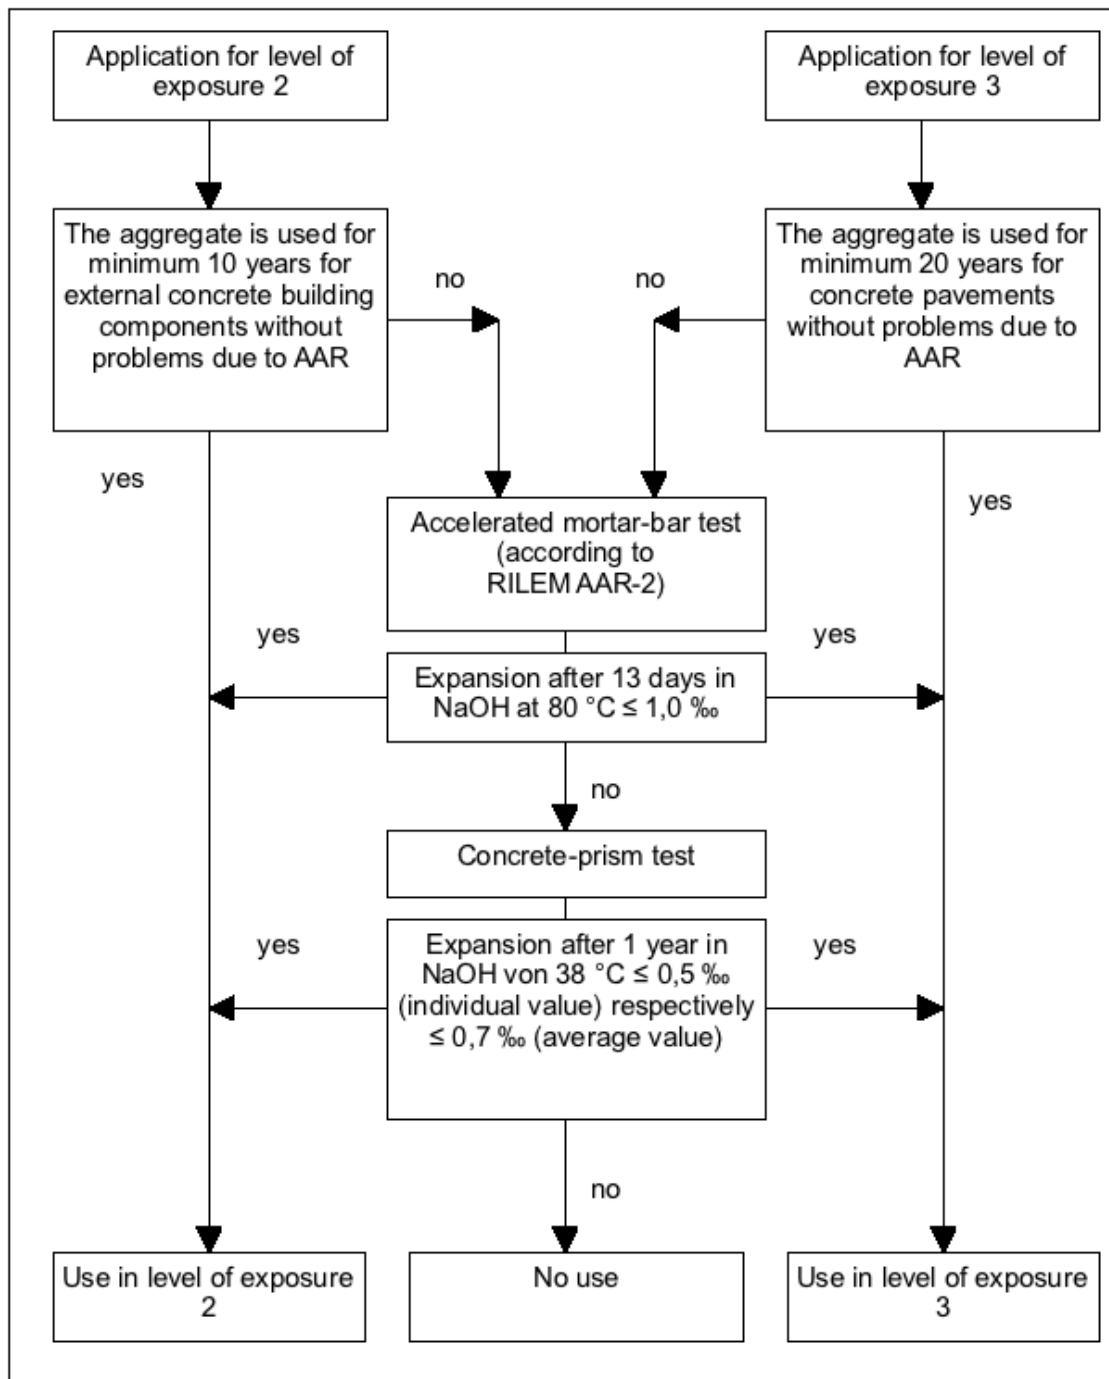 Application for level of
exposure 2
Application for level of
exposure 3
The aggregate is used for
minimum 10 years for
external concrete building
components without
problems due to AAR
no
no
The aggregate is used for
minimum 20 years for
concrete pavements
without problems due to
AAR
yes
yes
Accelerated mortar-bar test
(according to
RILEM AAR-2)
yes
yes
Expansion after 13 days in
NaOH at 80 °C ≤ 1,0 ‰
no
Concrete-prism test
yes
yes
Expansion after 1 year in
NaOH von 38 °C ≤ 0,5 ‰
(individual value) respectively
≤ 0,7 ‰ (average value)
no
Use in level of exposure
2
No use
Use in level of exposure
3